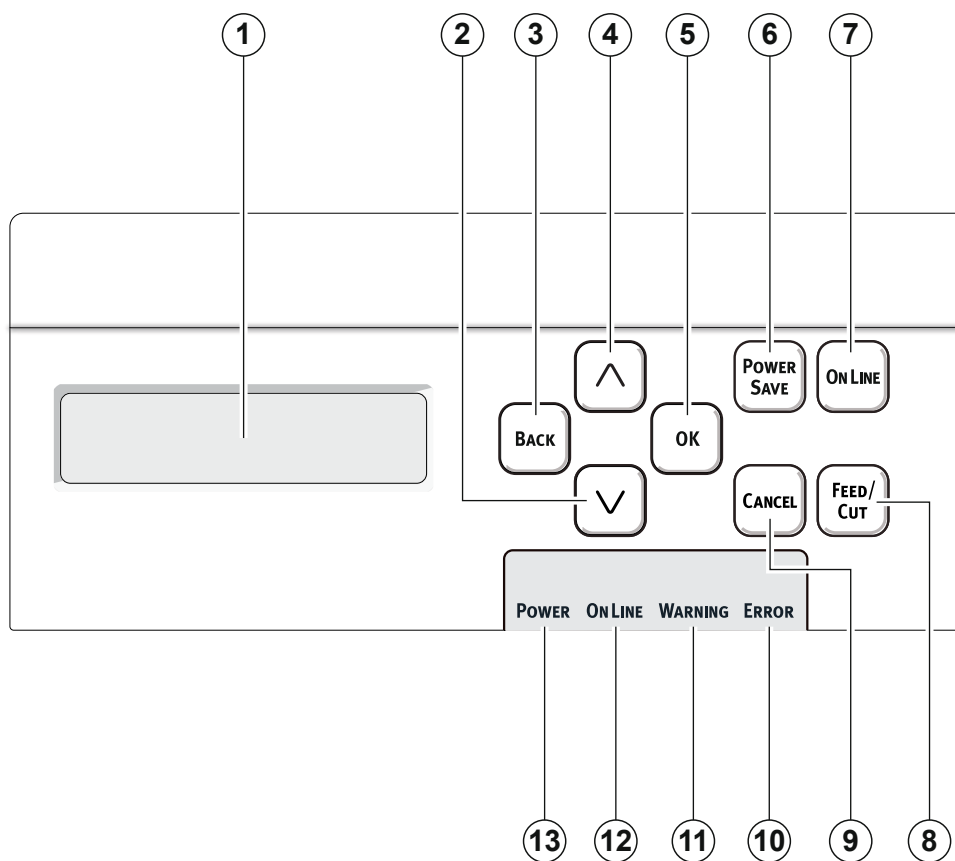 1 2 3 4 5 6 7
POWER
SAVE
ON LINE
BACK
OK
CANCEL
FEED/
CUT
POWER ON LINE WARNING ERROR
13 12 11 10 9 8